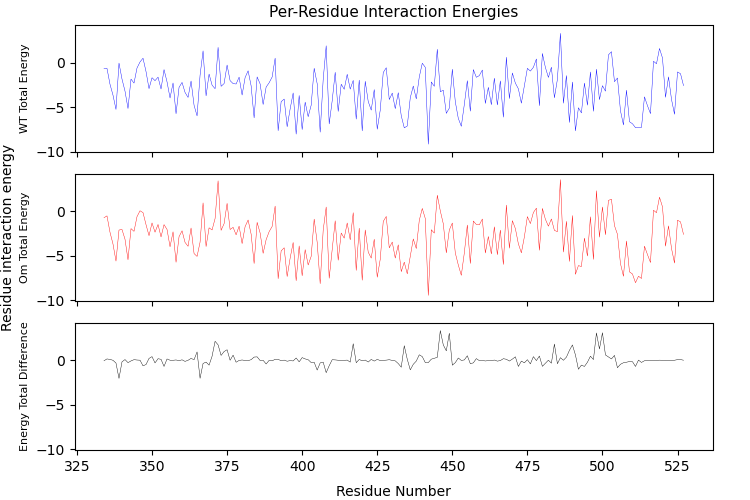 Per-Residue Interaction Energies
Residue interaction energy
WT Total Energy
0
−5
−10
Om Total Energy
0
−5
−10
Energy Total Difference
0
−5
−10
325 350 375 400 425 450 475 500 525
Residue Number